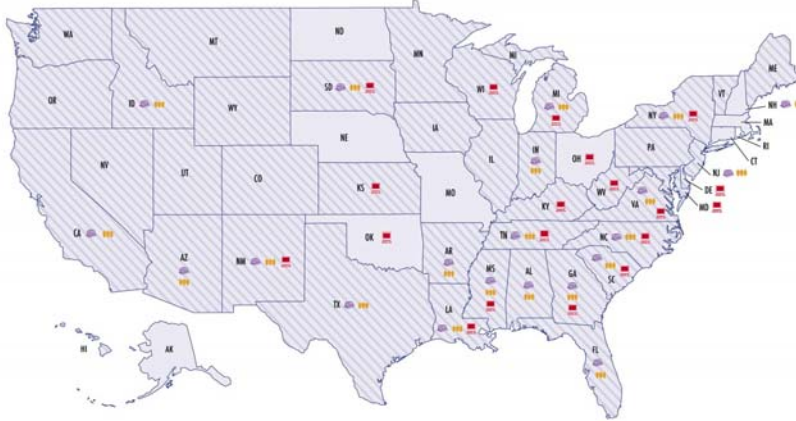 WA
MT
ND
MN
MI
ME
OR
ID
WY
SD
WI
MI
NY
VT
NH
MA
RI
CT
NV
UT
CO
NE
IA
IL
IN
OH
PA
NJ
DE
MD
CA
AZ
NM
KS
MO
KY
WV
VA
OK
AR
TN
NC
SC
TX
LA
MS
AL
GA
FL
HI
AK